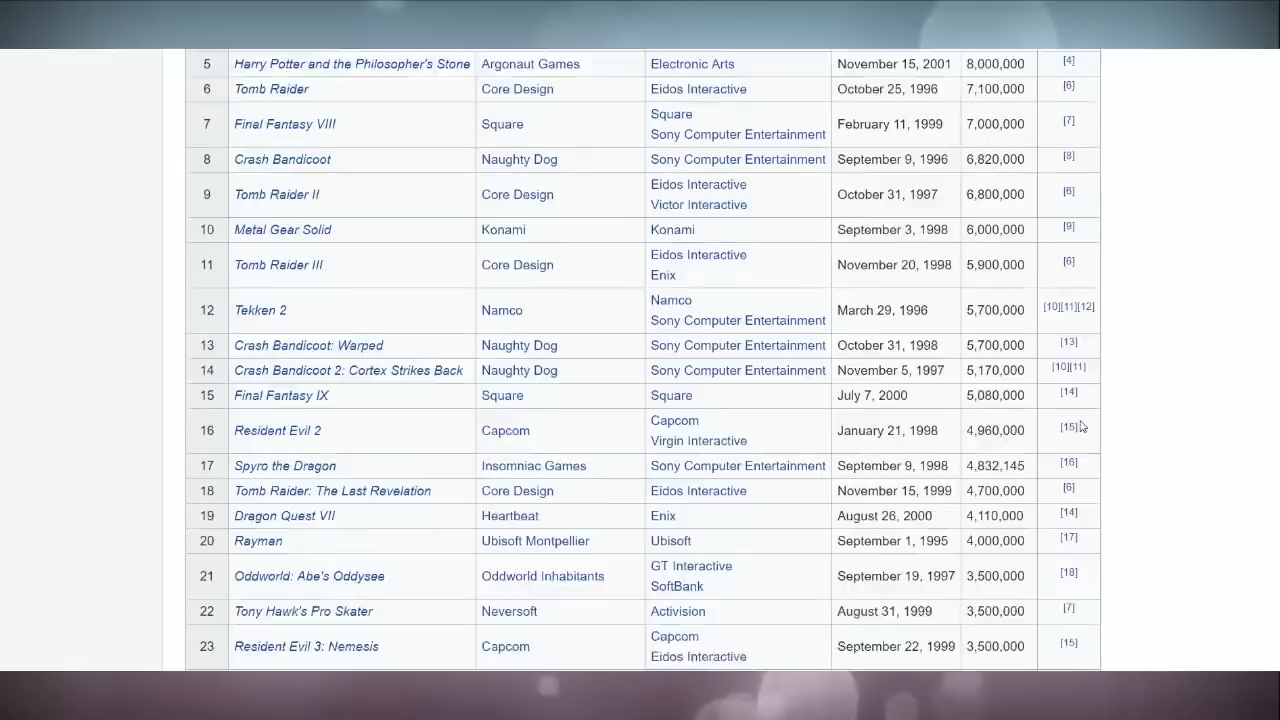 5 Harry Potter and the Philosopher's Stone Argonaut Games Electronic Arts November 15, 2001 8,000,000 [4]
6 Tomb Raider Core Design Eidos Interactive October 25, 1996 7,100,000 [6]
7 Final Fantasy VIII Square Square
Sony Computer Entertainment February 11, 1999 7,000,000 [7]
8 Crash Bandicoot Naughty Dog Sony Computer Entertainment September 9, 1996 6,820,000 [8]
9 Tomb Raider II Core Design Eidos Interactive
Victor Interactive October 31, 1997 6,800,000 [6]
10 Metal Gear Solid Konami Konami September 3, 1998 6,000,000 [9]
11 Tomb Raider III Core Design Eidos Interactive
Enix November 20, 1998 5,900,000 [6]
12 Tekken 2 Namco Namco
Sony Computer Entertainment March 29, 1996 5,700,000 [10][11][12]
13 Crash Bandicoot: Warped Naughty Dog Sony Computer Entertainment October 31, 1998 5,700,000 [13]
14 Crash Bandicoot 2: Cortex Strikes Back Naughty Dog Sony Computer Entertainment November 5, 1997 5,170,000 [10][11]
15 Final Fantasy IX Square Square July 7, 2000 5,080,000 [14]
16 Resident Evil 2 Capcom Capcom
Virgin Interactive January 21, 1998 4,960,000 [15]
17 Spyro the Dragon Insomniac Games Sony Computer Entertainment September 9, 1998 4,832,145 [16]
18 Tomb Raider: The Last Revelation Core Design Eidos Interactive November 15, 1999 4,700,000 [6]
19 Dragon Quest VII Heartbeat Enix August 26, 2000 4,110,000 [14]
20 Rayman Ubisoft Montpellier Ubisoft September 1, 1995 4,000,000 [17]
21 Oddworld: Abe's Oddysee Oddworld Inhabitants GT Interactive
SoftBank September 19, 1997 3,500,000 [18]
22 Tony Hawk's Pro Skater Neversoft Activision August 31, 1999 3,500,000 [7]
23 Resident Evil 3: Nemesis Capcom Capcom
Eidos Interactive September 22, 1999 3,500,000 [15]